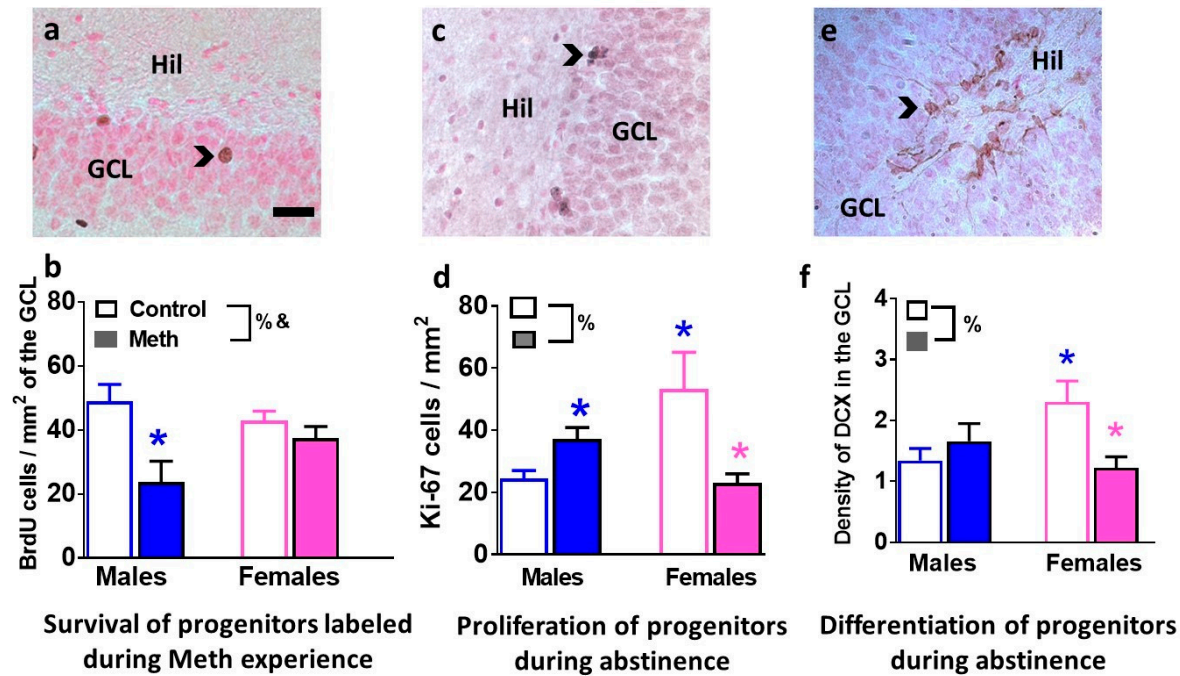 a
Hil
GCL
c
Hil
GCL
e
Hil
GCL
b
BrdU cells / mm² of the GCL
80
60
40
20
0
Control
Meth
% &
*
Males
Females
Survival of progenitors labeled
during Meth experience
d
Ki-67 cells / mm²
80
60
40
20
0
%
*
*
*
Males
Females
Proliferation of progenitors
during abstinence
f
Density of DCX in the GCL
4
3
2
1
0
%
*
*
Males
Females
Differentiation of progenitors
during abstinence